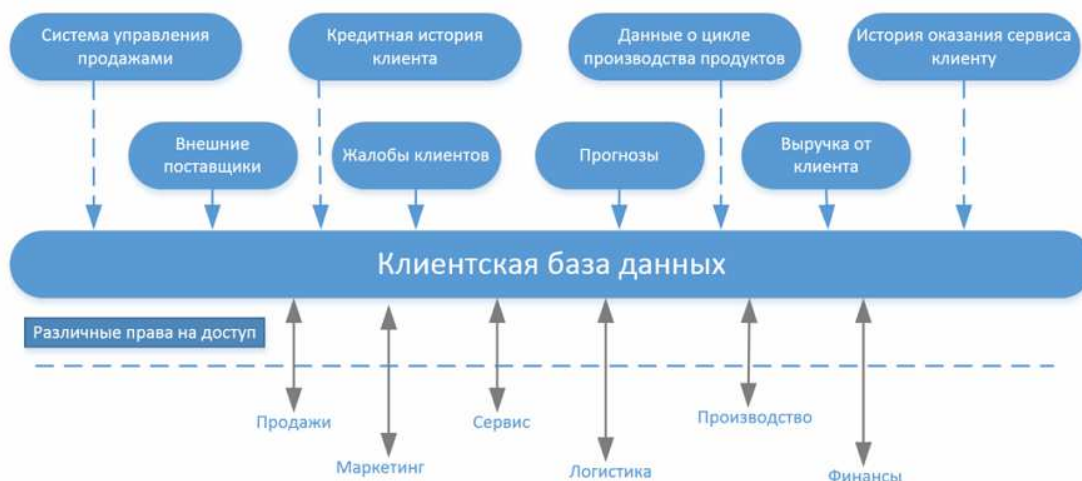 Система управления
продажами
Кредитная история
клиента
Данные о цикле
производства продуктов
История оказания сервиса
клиенту
Внешние
поставщики
Жалобы клиентов
Прогнозы
Выручка от
клиента
Клиентская база данных
Различные права на доступ
Продажи
Маркетинг
Сервис
Логистика
Производство
Финансы